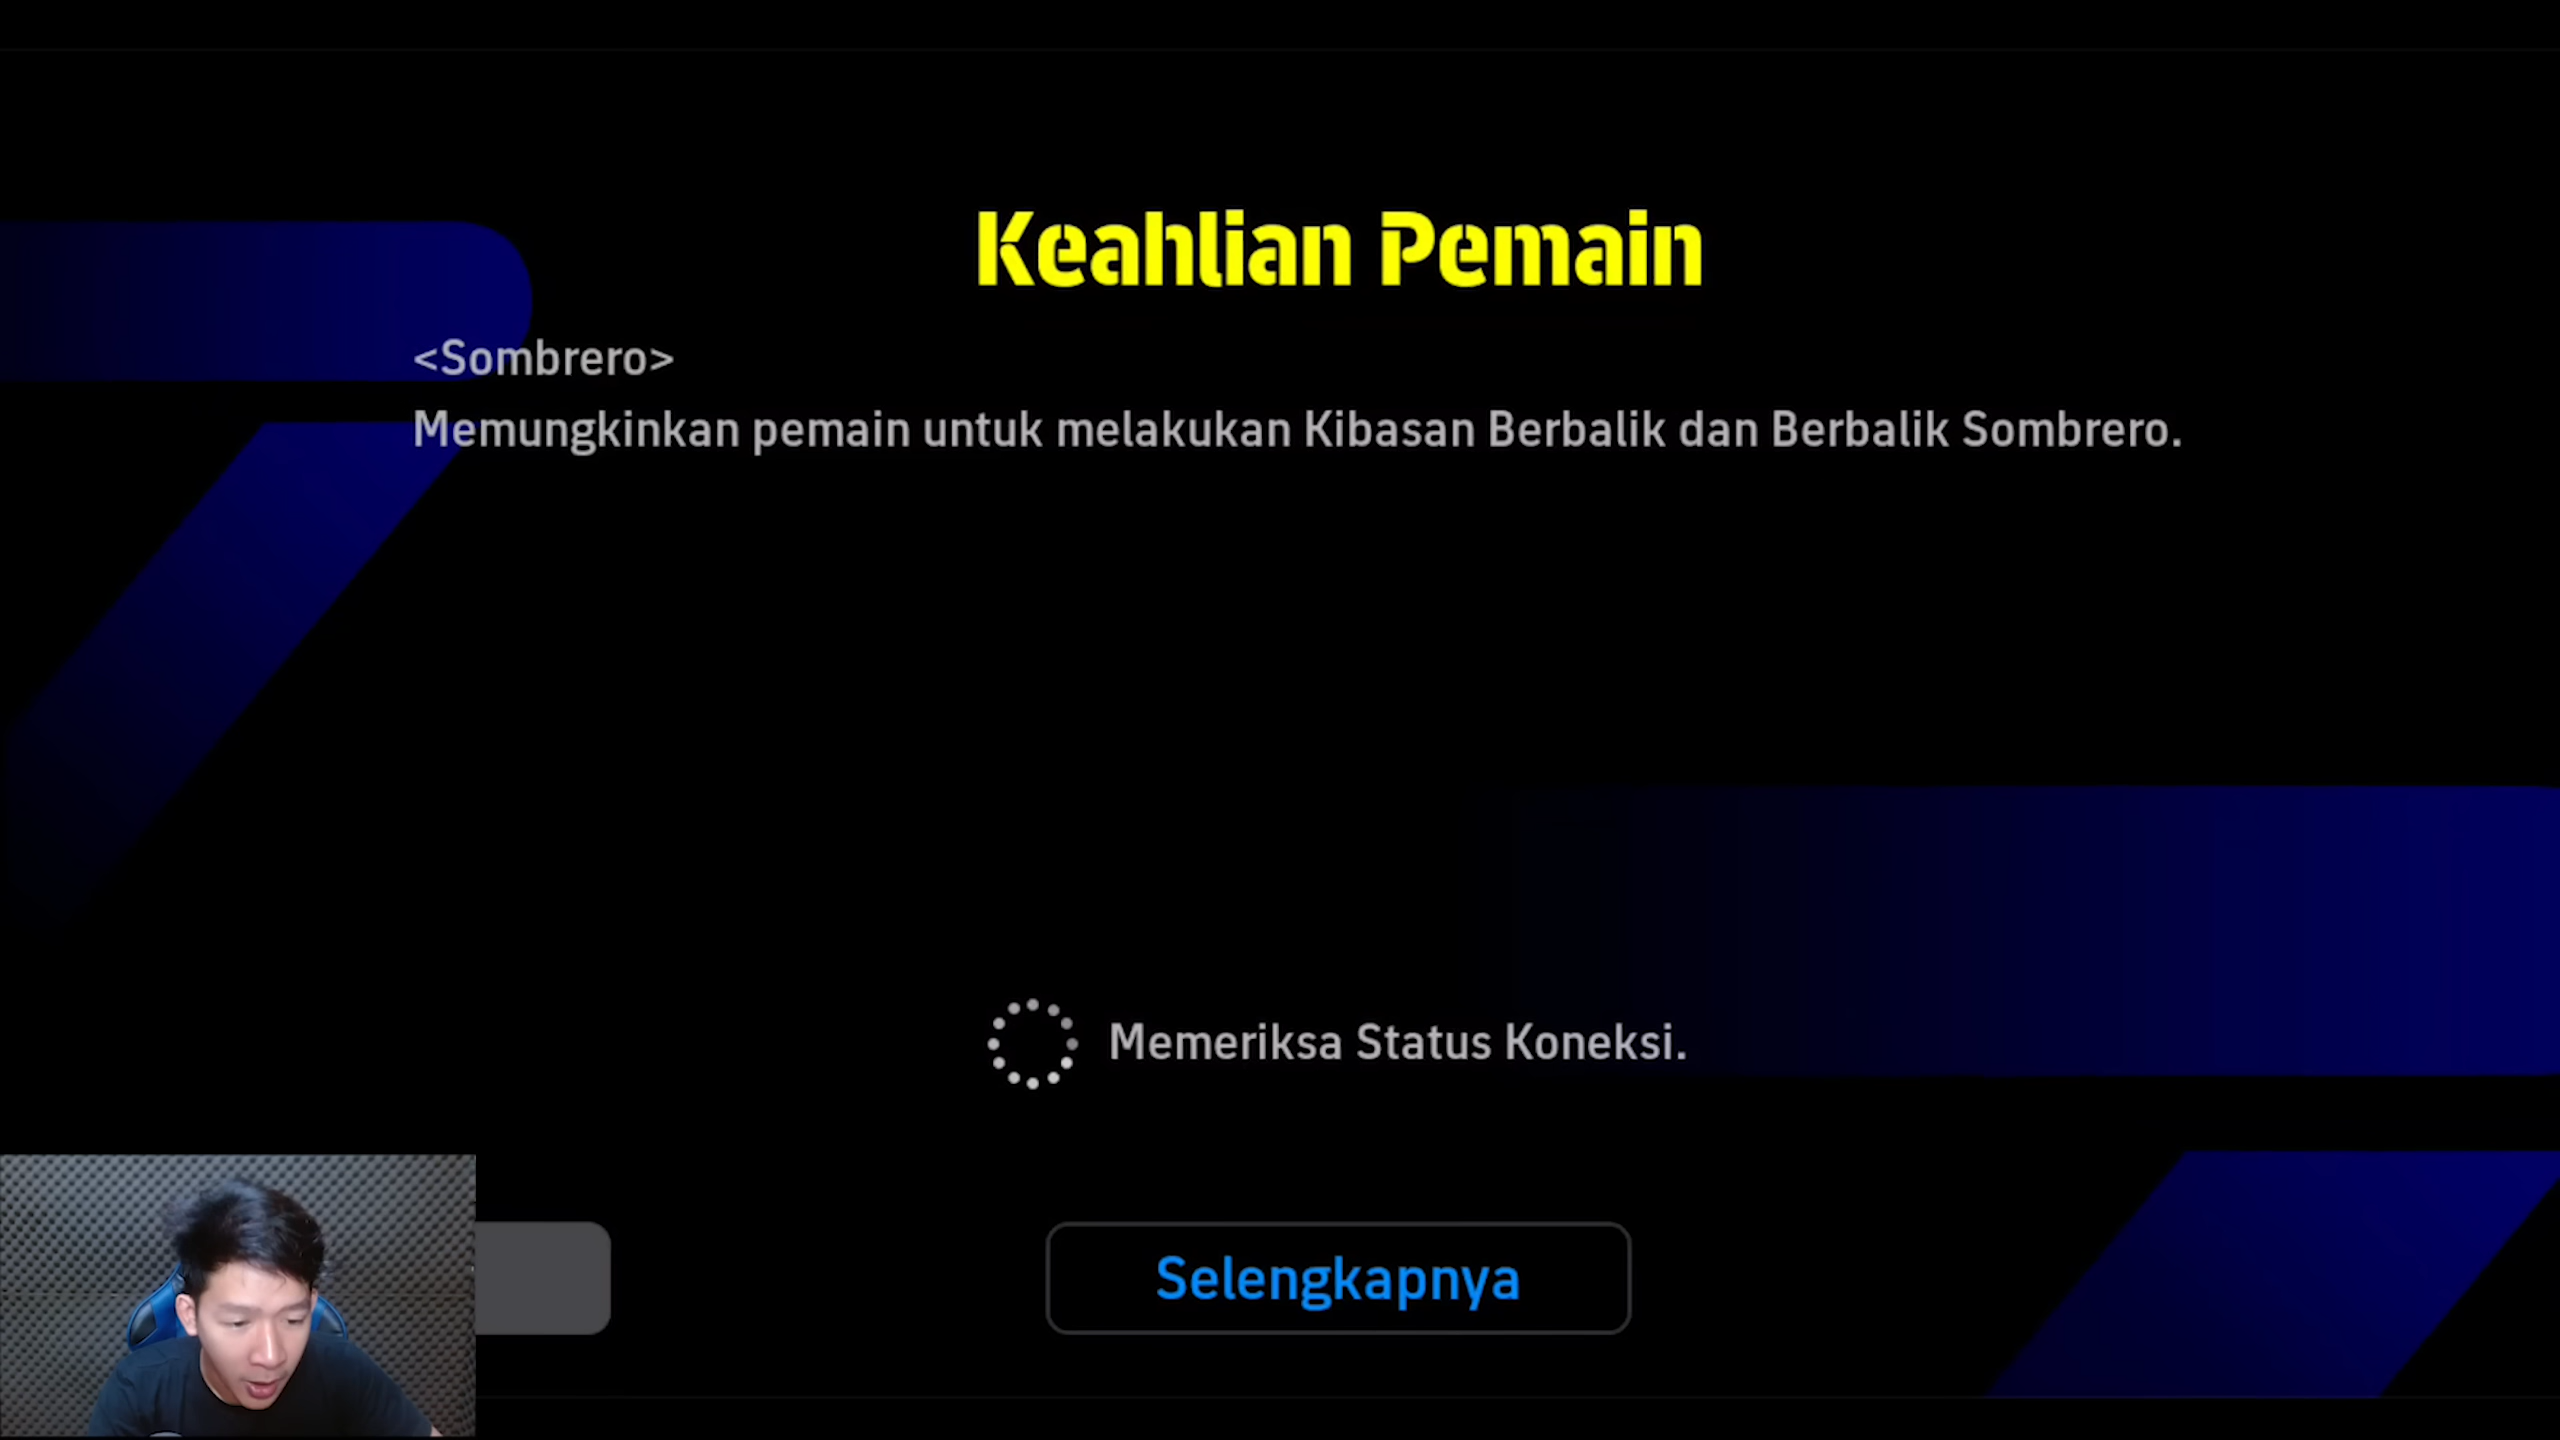 Keahlian Pemain
<Sombrero>
Memungkinkan pemain untuk melakukan Kibasan Berbalik dan Berbalik Sombrero.
Memeriksa Status Koneksi.
Selengkapnya